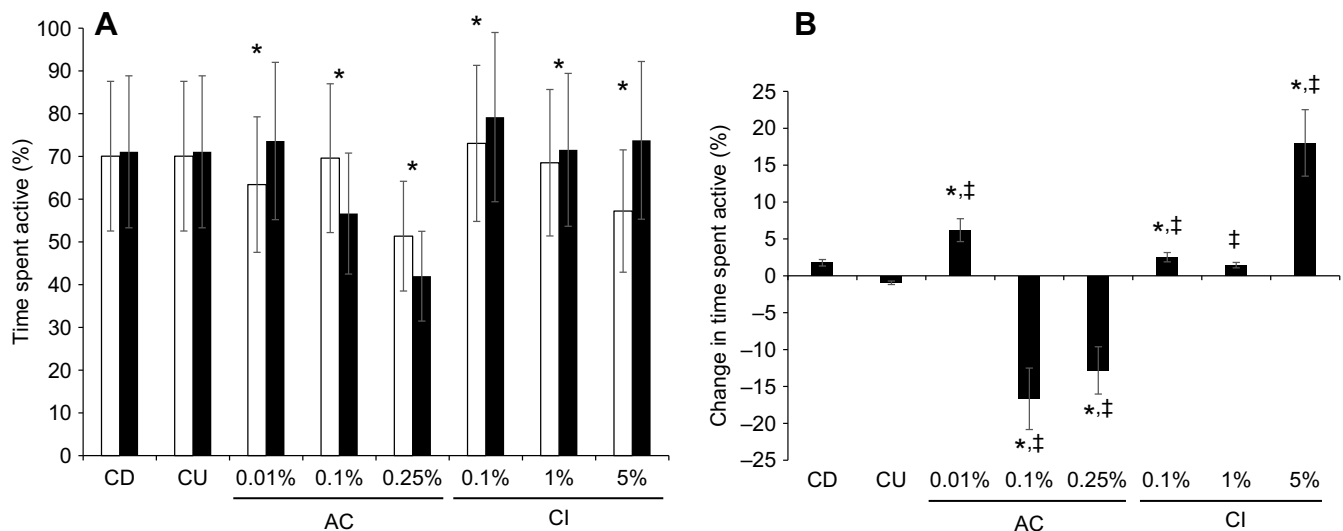 A
Time spent active (%)
100
90
80
70
60
50
40
30
20
10
0
* * * * * *
CD CU 0.01% 0.1% 0.25% 0.1% 1% 5%
AC CI
B
Change in time spent active (%)
25
20
15
10
5
0
–5
–10
–15
–20
–25
*,‡ *,‡ *,‡ *,‡ ‡ *,‡
CD CU 0.01% 0.1% 0.25% 0.1% 1% 5%
AC CI